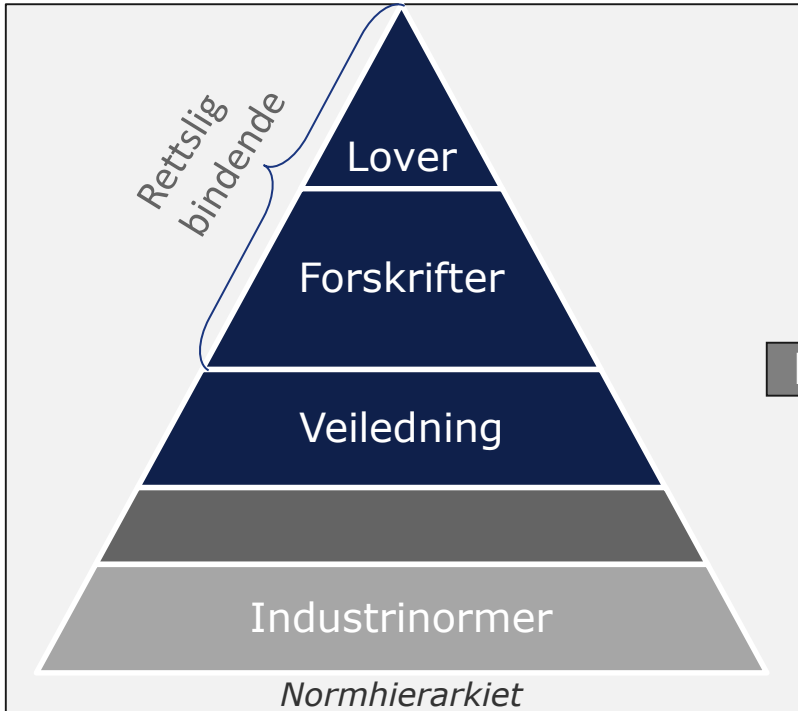 Rettslig
bindende
Lover
Forskrifter
Veiledning
Industrinormer
Normhierarkiet